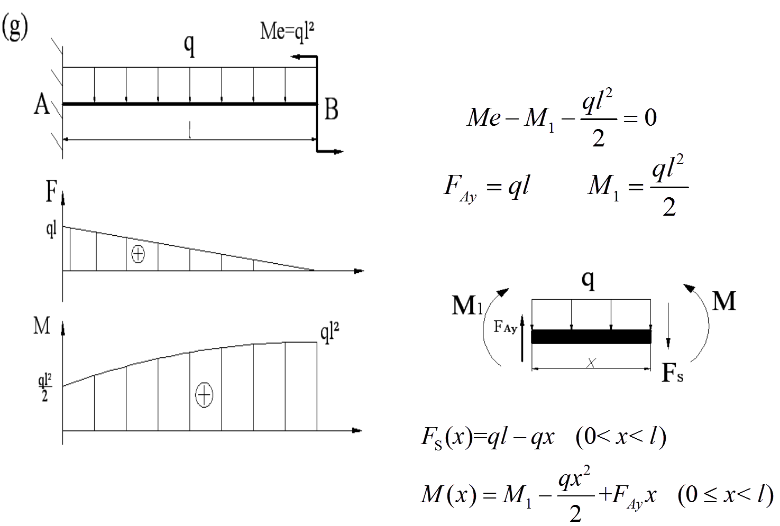 (g)
Me=ql²
q
A
B
F
ql
⊕
M
ql²
ql²/2
⊕
Me − M₁ − ql²/2 = 0
F_Ay = ql M₁ = ql²/2
q
M₁
F_Ay
M
x
Fs
F_S(x)=ql − qx (0< x< l)
M(x) = M₁ − qx²/2 +F_Ay x (0 ≤ x< l)